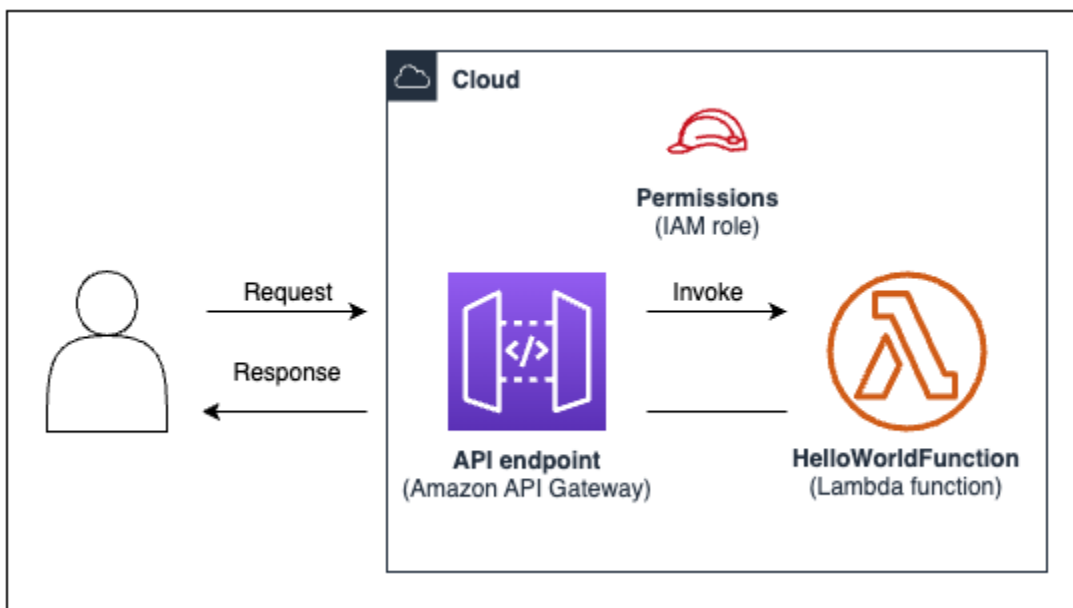 Cloud
Permissions
(IAM role)
Request
Invoke
Response
</>
API endpoint
(Amazon API Gateway)
HelloWorldFunction
(Lambda function)